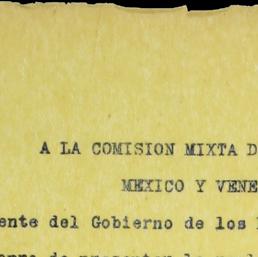 A LA COMISION MIXTA D
MEXICO Y VENE
ente del Gobierno de los